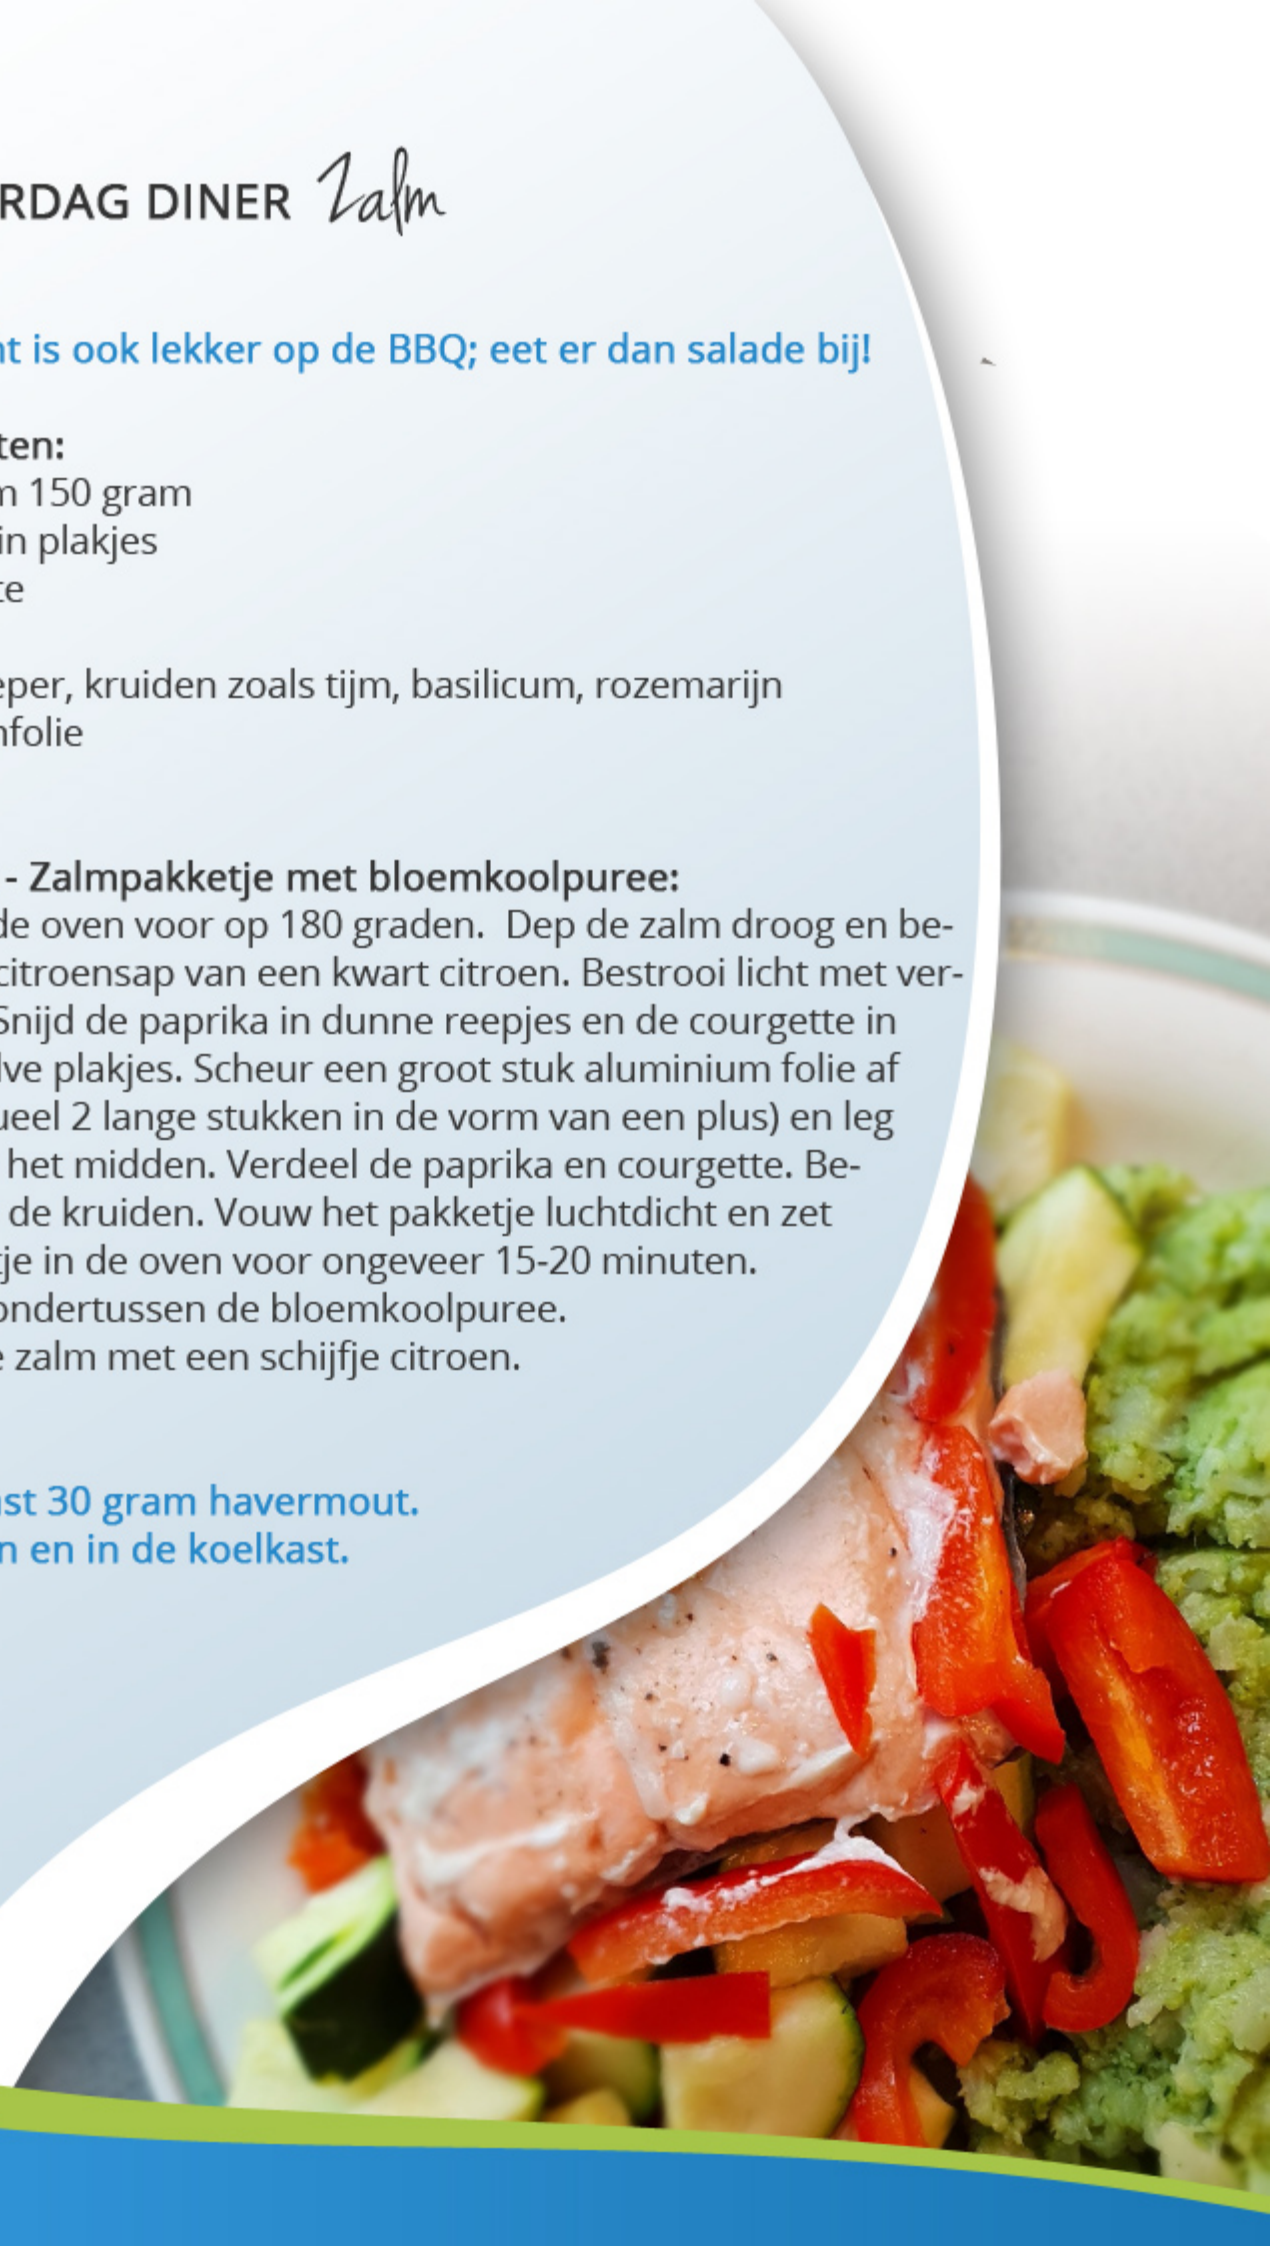 RDAG DINER Zalm
nt is ook lekker op de BBQ; eet er dan salade bij!
ten:
m 150 gram
in plakjes
te
eper, kruiden zoals tijm, basilicum, rozemarijn
nfolie
- Zalmpakketje met bloemkoolpuree:
de oven voor op 180 graden.  Dep de zalm droog en be-
citroensap van een kwart citroen. Bestrooi licht met ver-
Snijd de paprika in dunne reepjes en de courgette in
lve plakjes. Scheur een groot stuk aluminium folie af
ueel 2 lange stukken in de vorm van een plus) en leg
het midden. Verdeel de paprika en courgette. Be-
de kruiden. Vouw het pakketje luchtdicht en zet
tje in de oven voor ongeveer 15-20 minuten.
ondertussen de bloemkoolpuree.
e zalm met een schijfje citroen.
ast 30 gram havermout.
n en in de koelkast.